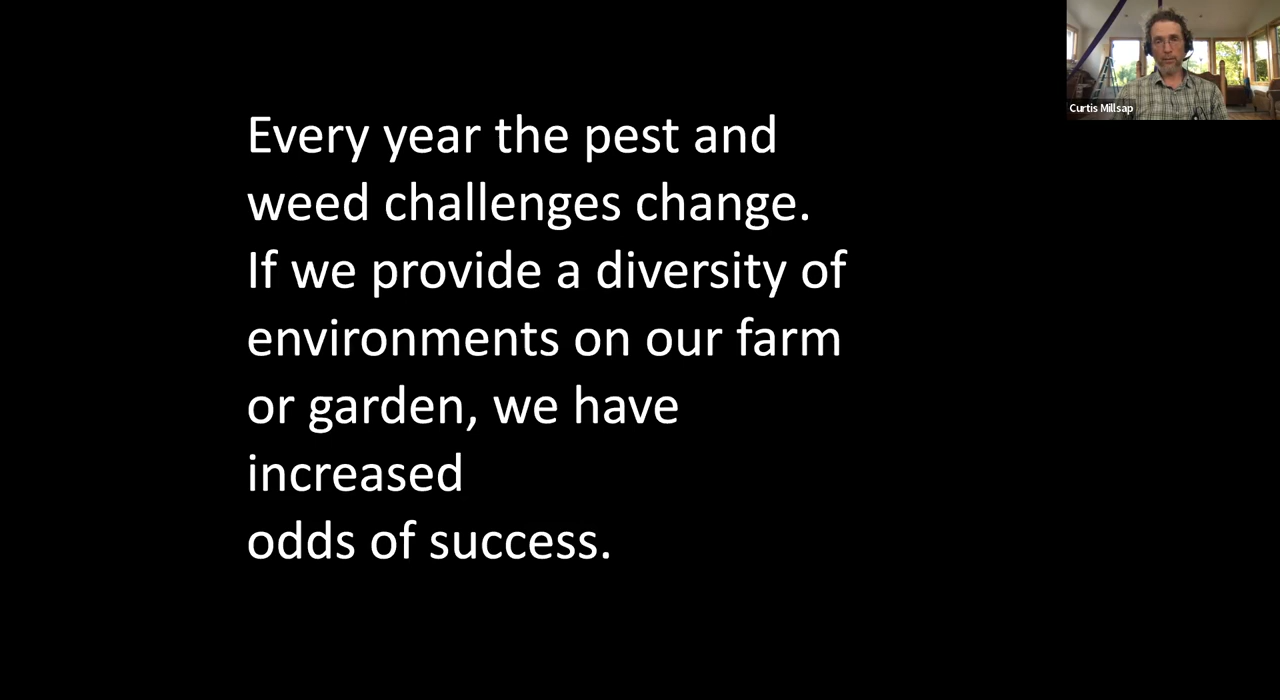 Every year the pest and
weed challenges change.
If we provide a diversity of
environments on our farm
or garden, we have
increased
odds of success.
Curtis Millsap